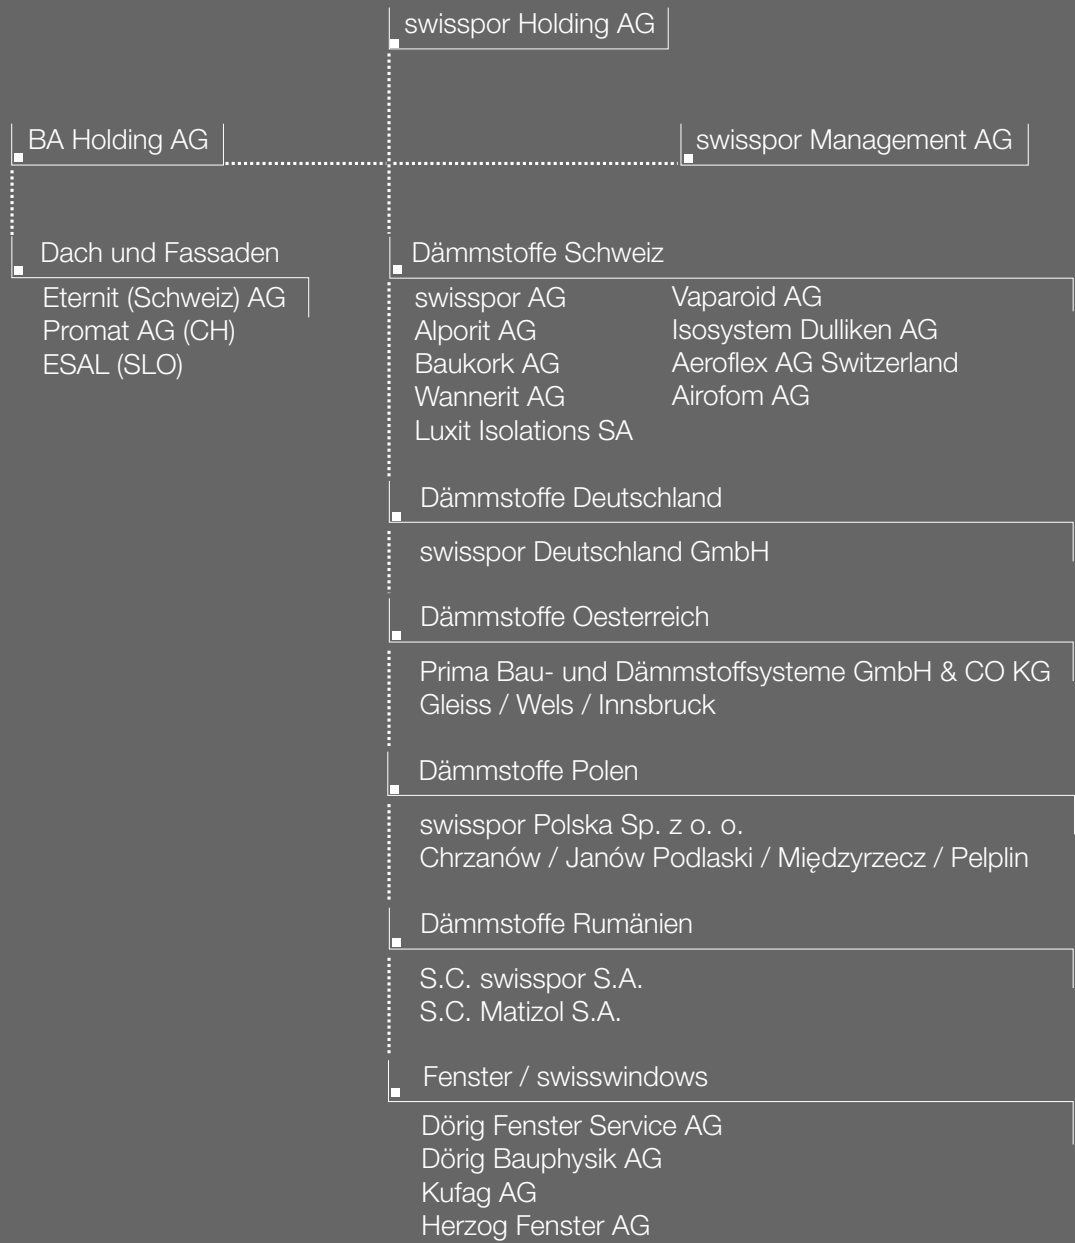 swisspor Holding AG
BA Holding AG
swisspor Management AG
Dach und Fassaden
Eternit (Schweiz) AG
Promat AG (CH)
ESAL (SLO)
Dämmstoffe Schweiz
swisspor AG
Alporit AG
Baukork AG
Wannerit AG
Luxit Isolations SA
Vaparoid AG
Isosystem Dulliken AG
Aeroflex AG Switzerland
Airofom AG
Dämmstoffe Deutschland
swisspor Deutschland GmbH
Dämmstoffe Oesterreich
Prima Bau- und Dämmstoffsysteme GmbH & CO KG
Gleiss / Wels / Innsbruck
Dämmstoffe Polen
swisspor Polska Sp. z o. o.
Chrzanów / Janów Podlaski / Międzyrzecz / Pelplin
Dämmstoffe Rumänien
S.C. swisspor S.A.
S.C. Matizol S.A.
Fenster / swisswindows
Dörig Fenster Service AG
Dörig Bauphysik AG
Kufag AG
Herzog Fenster AG